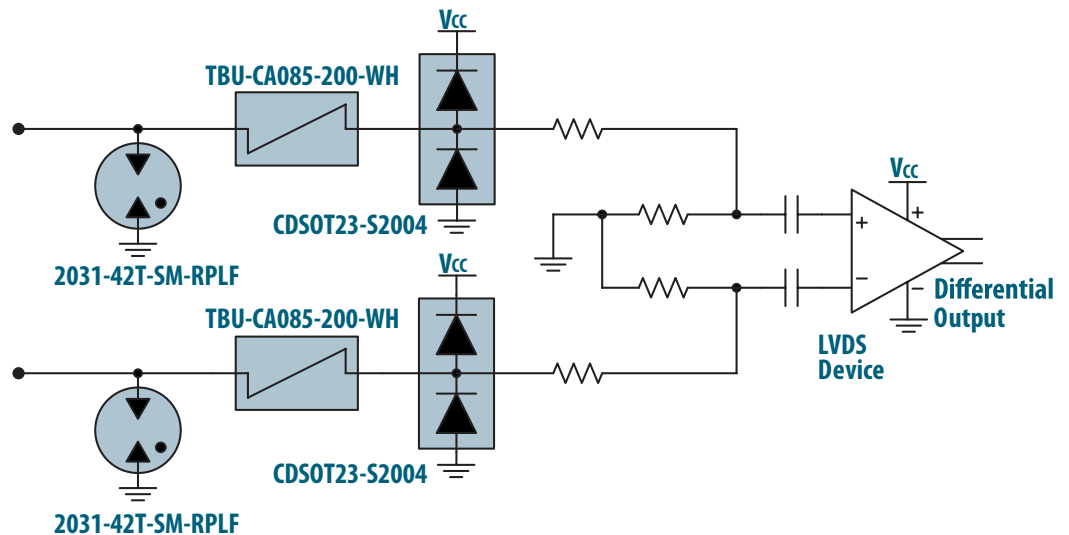 Vcc
TBU-CA085-200-WH
CDSOT23-S2004
2031-42T-SM-RPLF
Vcc
+
+
−
−
Differential
Output
LVDS
Device
Vcc
TBU-CA085-200-WH
CDSOT23-S2004
2031-42T-SM-RPLF